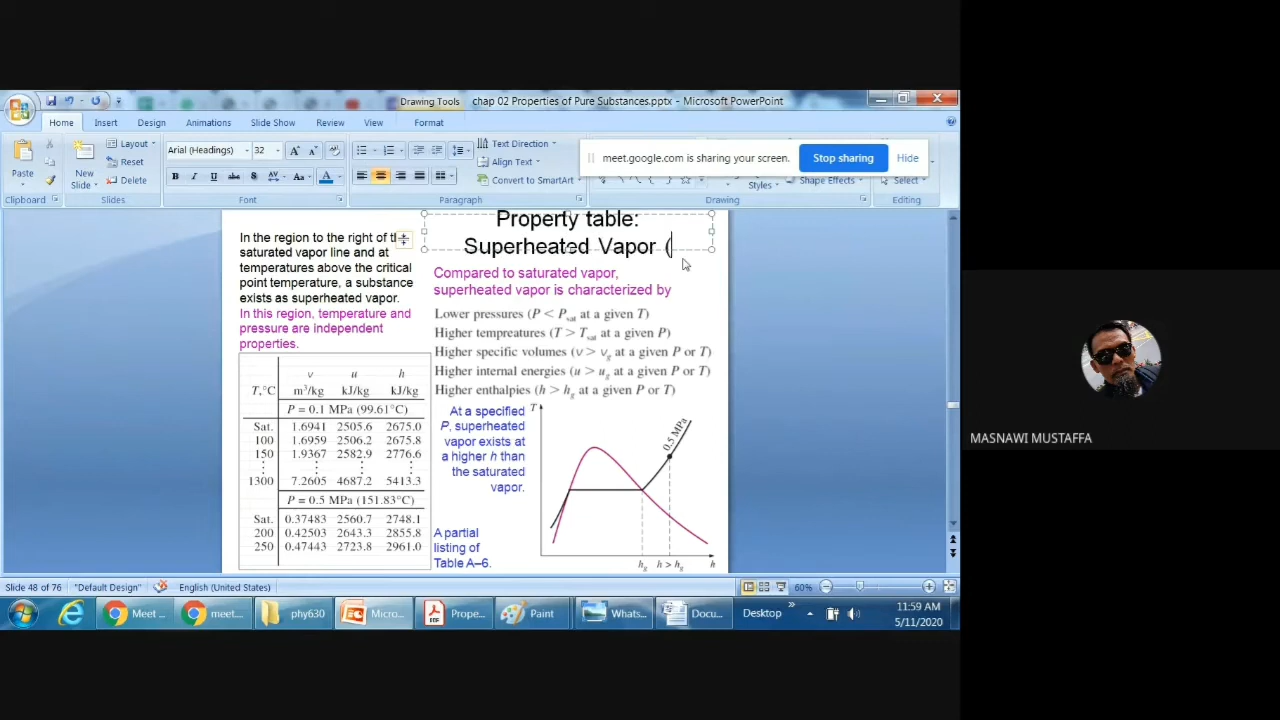 Drawing Tools
chap 02 Properties of Pure Substances.pptx - Microsoft PowerPoint
Home Insert Design Animations Slide Show Review View Format
Paste
Clipboard
New
Slide
Layout
Reset
Delete
Slides
Arial (Headings) 32
B I U abc S AV Aa A
Font
Text Direction
Align Text
Convert to SmartArt
Paragraph
meet.google.com is sharing your screen. Stop sharing Hide
Styles
Shape Effects
Select
Drawing
Editing
In the region to the right of th
saturated vapor line and at
temperatures above the critical
point temperature, a substance
exists as superheated vapor.
In this region, temperature and
pressure are independent
properties.
Property table:
Superheated Vapor (
Compared to saturated vapor,
superheated vapor is characterized by
Lower pressures (P < Psat at a given T)
Higher tempreatures (T > Tsat at a given P)
Higher specific volumes (v > vg at a given P or T)
Higher internal energies (u > ug at a given P or T)
Higher enthalpies (h > hg at a given P or T)
v u h
T,°C m³/kg kJ/kg kJ/kg
P = 0.1 MPa (99.61°C)
Sat. 1.6941 2505.6 2675.0
100 1.6959 2506.2 2675.8
150 1.9367 2582.9 2776.6
⋮ ⋮ ⋮ ⋮
1300 7.2605 4687.2 5413.3
P = 0.5 MPa (151.83°C)
Sat. 0.37483 2560.7 2748.1
200 0.42503 2643.3 2855.8
250 0.47443 2723.8 2961.0
At a specified
P, superheated
vapor exists at
a higher h than
the saturated
vapor.
A partial
listing of
Table A–6.
T
0.5 MPa
hg h > hg h
MASNAWI MUSTAFFA
Slide 48 of 76 "Default Design" English (United States) 60%
Meet ... meet... phy630 Micro... Prope... Paint Whats... Docu... Desktop »
11:59 AM
5/11/2020